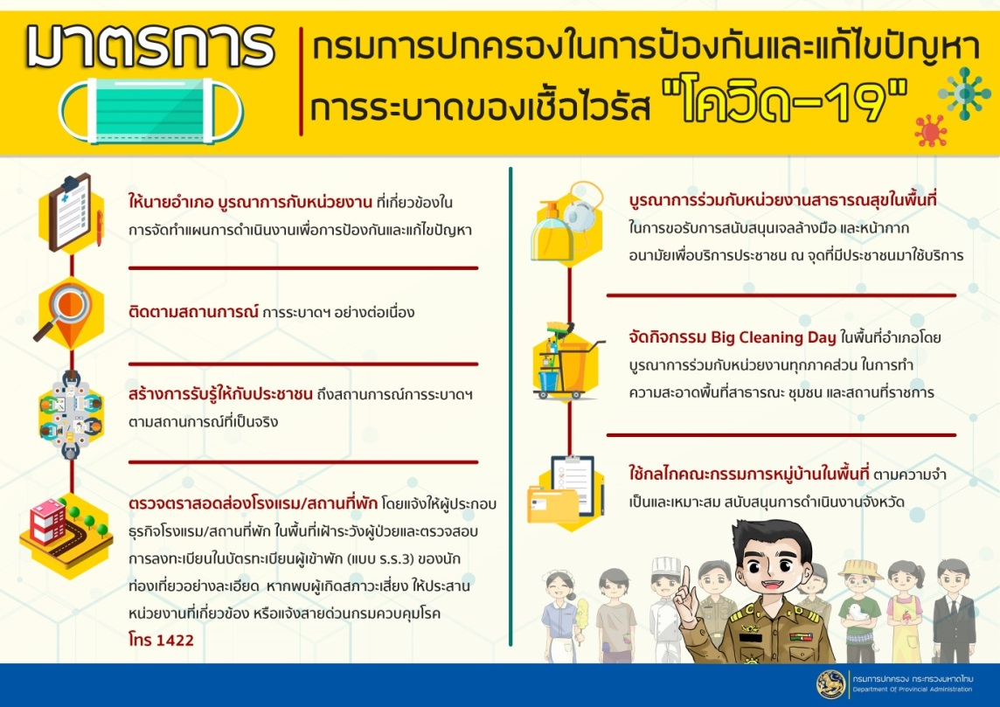 มาตรการ
กรมการปกครองในการป้องกันและแก้ไขปัญหา
การระบาดของเชื้อไวรัส "โควิด-19"
ให้นายอำเภอ บูรณาการกับหน่วยงาน ที่เกี่ยวข้องใน
การจัดทำแผนการดำเนินงานเพื่อการป้องกันและแก้ไขปัญหา
ติดตามสถานการณ์ การระบาดฯ อย่างต่อเนื่อง
สร้างการรับรู้ให้กับประชาชน ถึงสถานการณ์การระบาดฯ
ตามสถานการณ์ที่เป็นจริง
ตรวจตราสอดส่องโรงแรม/สถานที่พัก โดยแจ้งให้ผู้ประกอบ
ธุรกิจโรงแรม/สถานที่พัก ในพื้นที่เฝ้าระวังผู้ป่วยและตรวจสอบ
การลงทะเบียนในบัตรทะเบียนผู้เข้าพัก (แบบ ร.ร.3) ของนัก
ท่องเที่ยวอย่างละเอียด หากพบผู้เกิดสภาวะเสี่ยง ให้ประสาน
หน่วยงานที่เกี่ยวข้อง หรือแจ้งสายด่วนกรมควบคุมโรค
โทร 1422
บูรณาการร่วมกับหน่วยงานสาธารณสุขในพื้นที่
ในการขอรับการสนับสนุนเจลล้างมือ และหน้ากาก
อนามัยเพื่อบริการประชาชน ณ จุดที่มีประชาชนมาใช้บริการ
จัดกิจกรรม Big Cleaning Day ในพื้นที่อำเภอโดย
บูรณาการร่วมกับหน่วยงานทุกภาคส่วน ในการทำ
ความสะอาดพื้นที่สาธารณะ ชุมชน และสถานที่ราชการ
ใช้กลไกคณะกรรมการหมู่บ้านในพื้นที่ ตามความจำ
เป็นและเหมาะสม สนับสนุนการดำเนินงานจังหวัด
กรมการปกครอง กระทรวงมหาดไทย
Department Of Provincial Administration